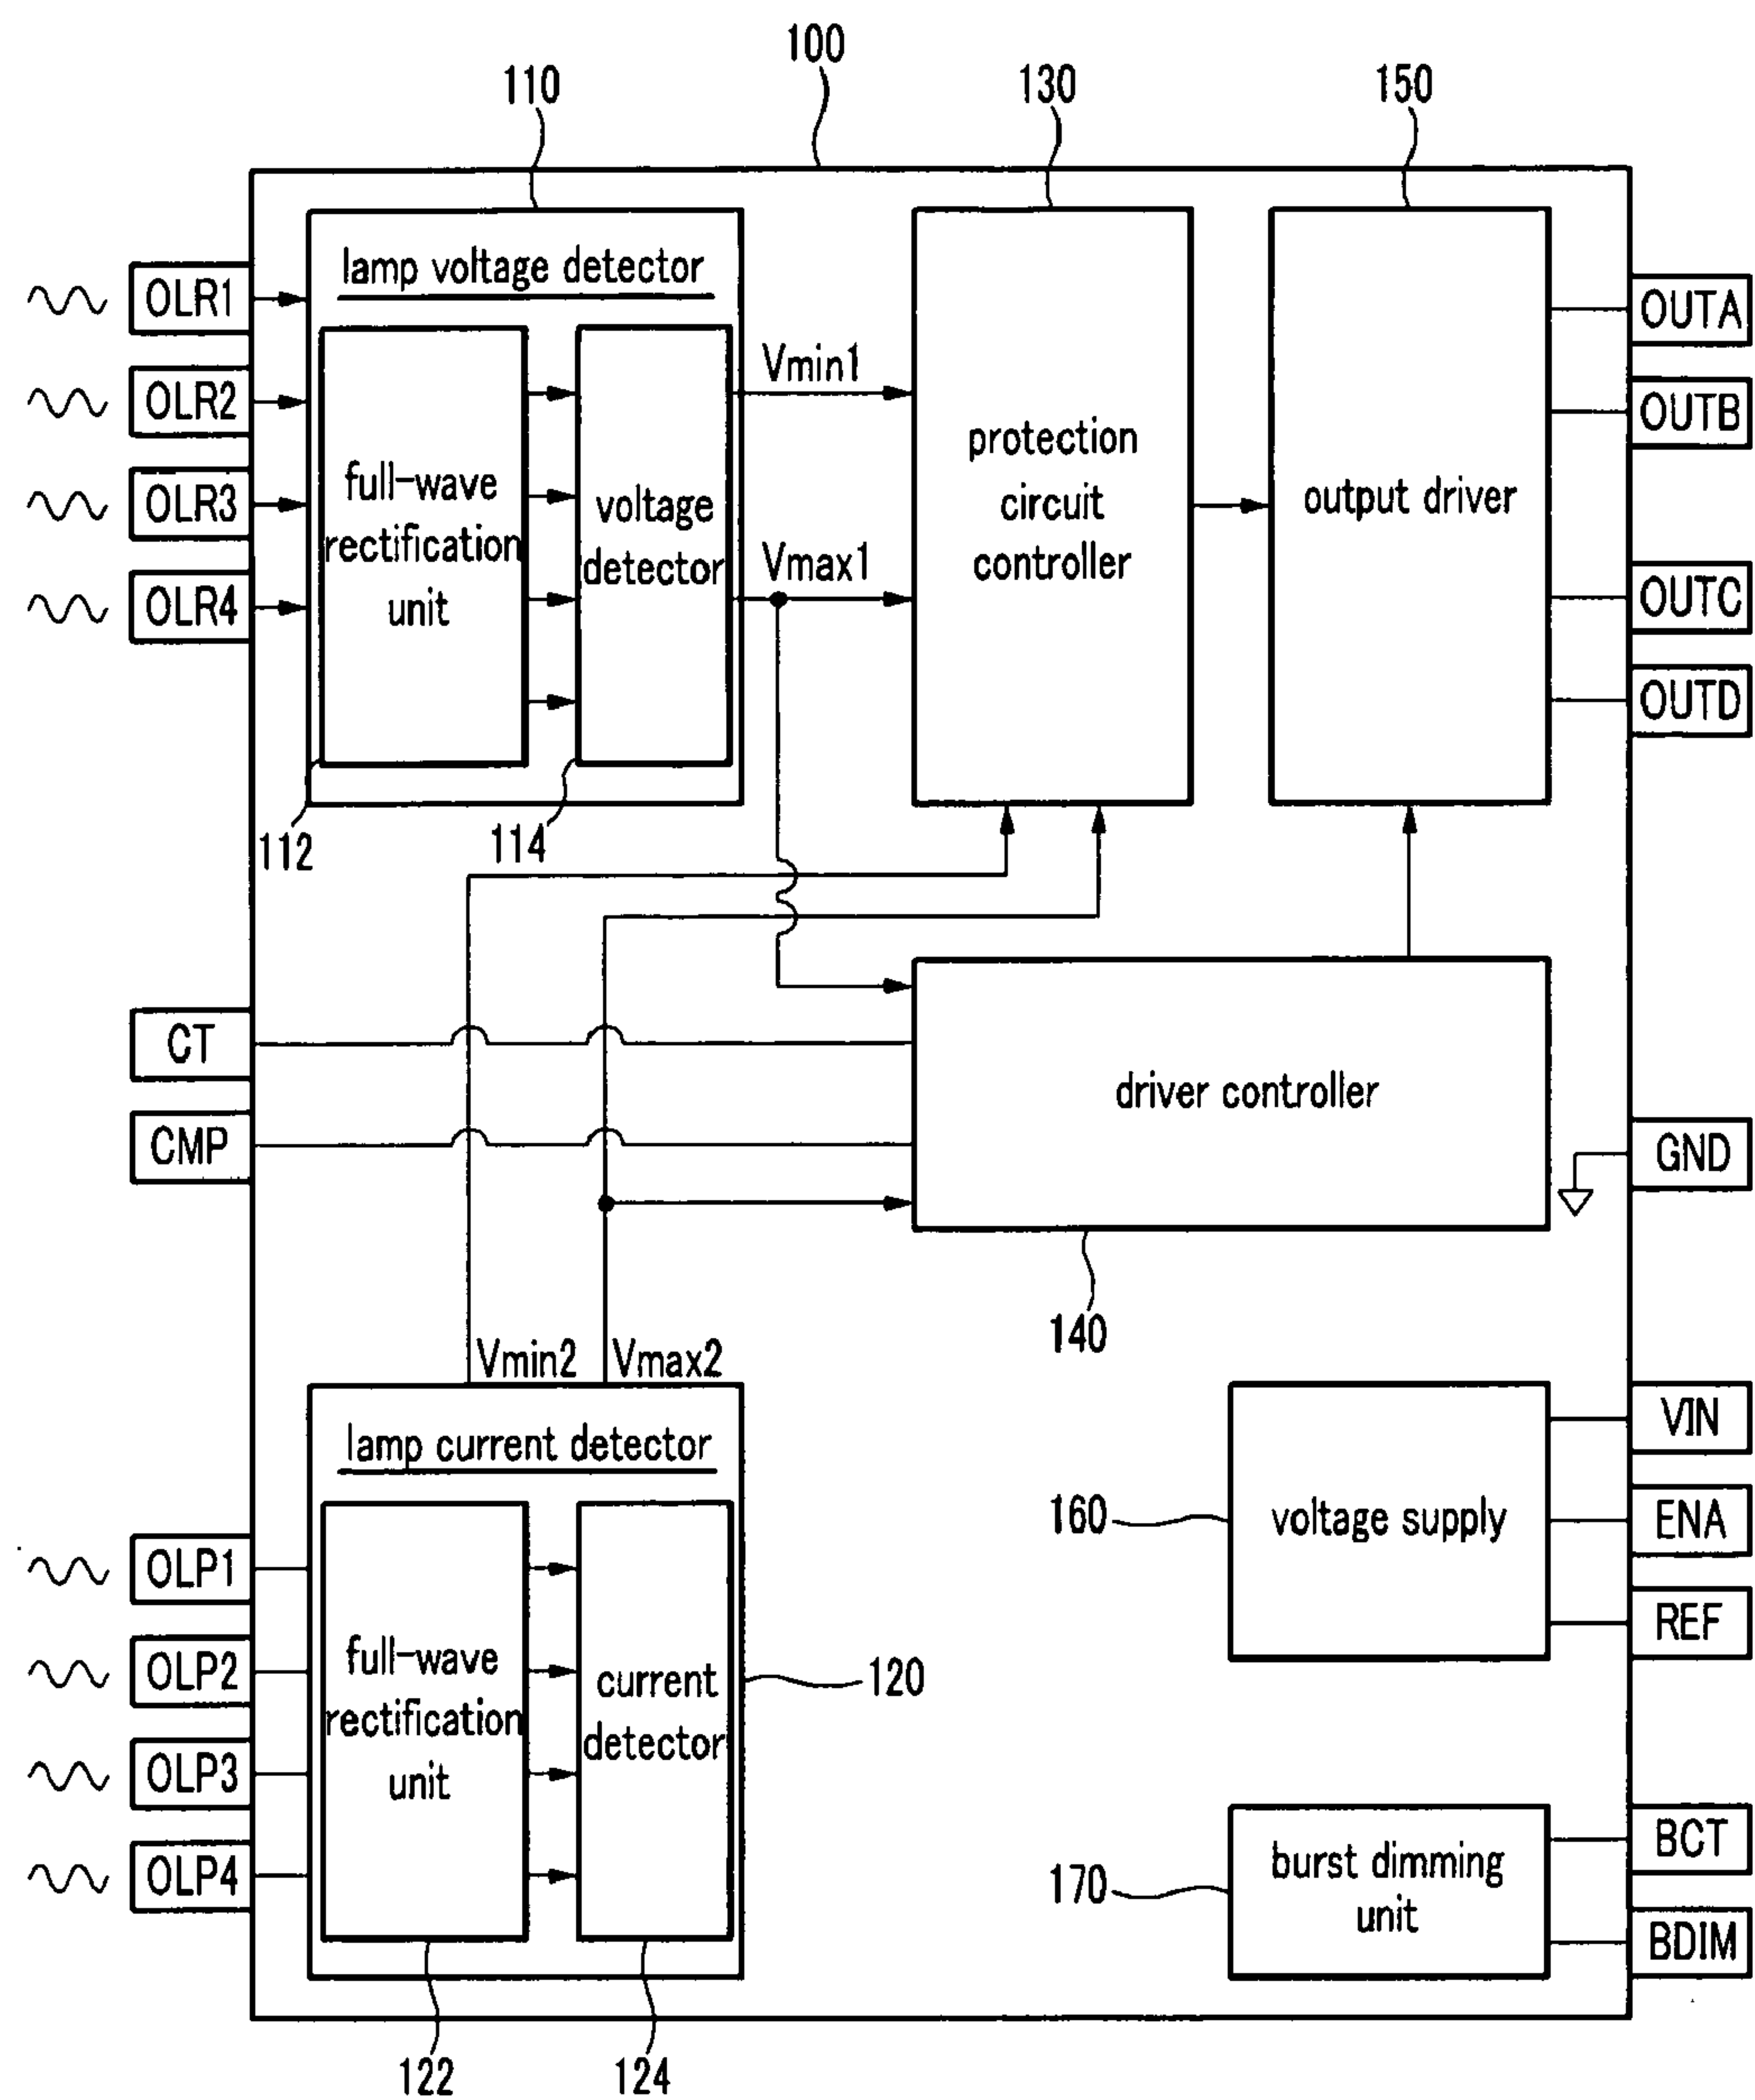 100
110
130
150
lamp voltage detector
OLR1
OLR2
OLR3
OLR4
full-wave
rectification
unit
voltage
detector
Vmin1
Vmax1
protection
circuit
controller
output driver
OUTA
OUTB
OUTC
OUTD
112
114
CT
CMP
driver controller
GND
140
Vmin2
Vmax2
lamp current detector
OLP1
OLP2
OLP3
OLP4
full-wave
rectification
unit
current
detector
120
160
voltage supply
VIN
ENA
REF
170
burst dimming
unit
BCT
BDIM
122
124